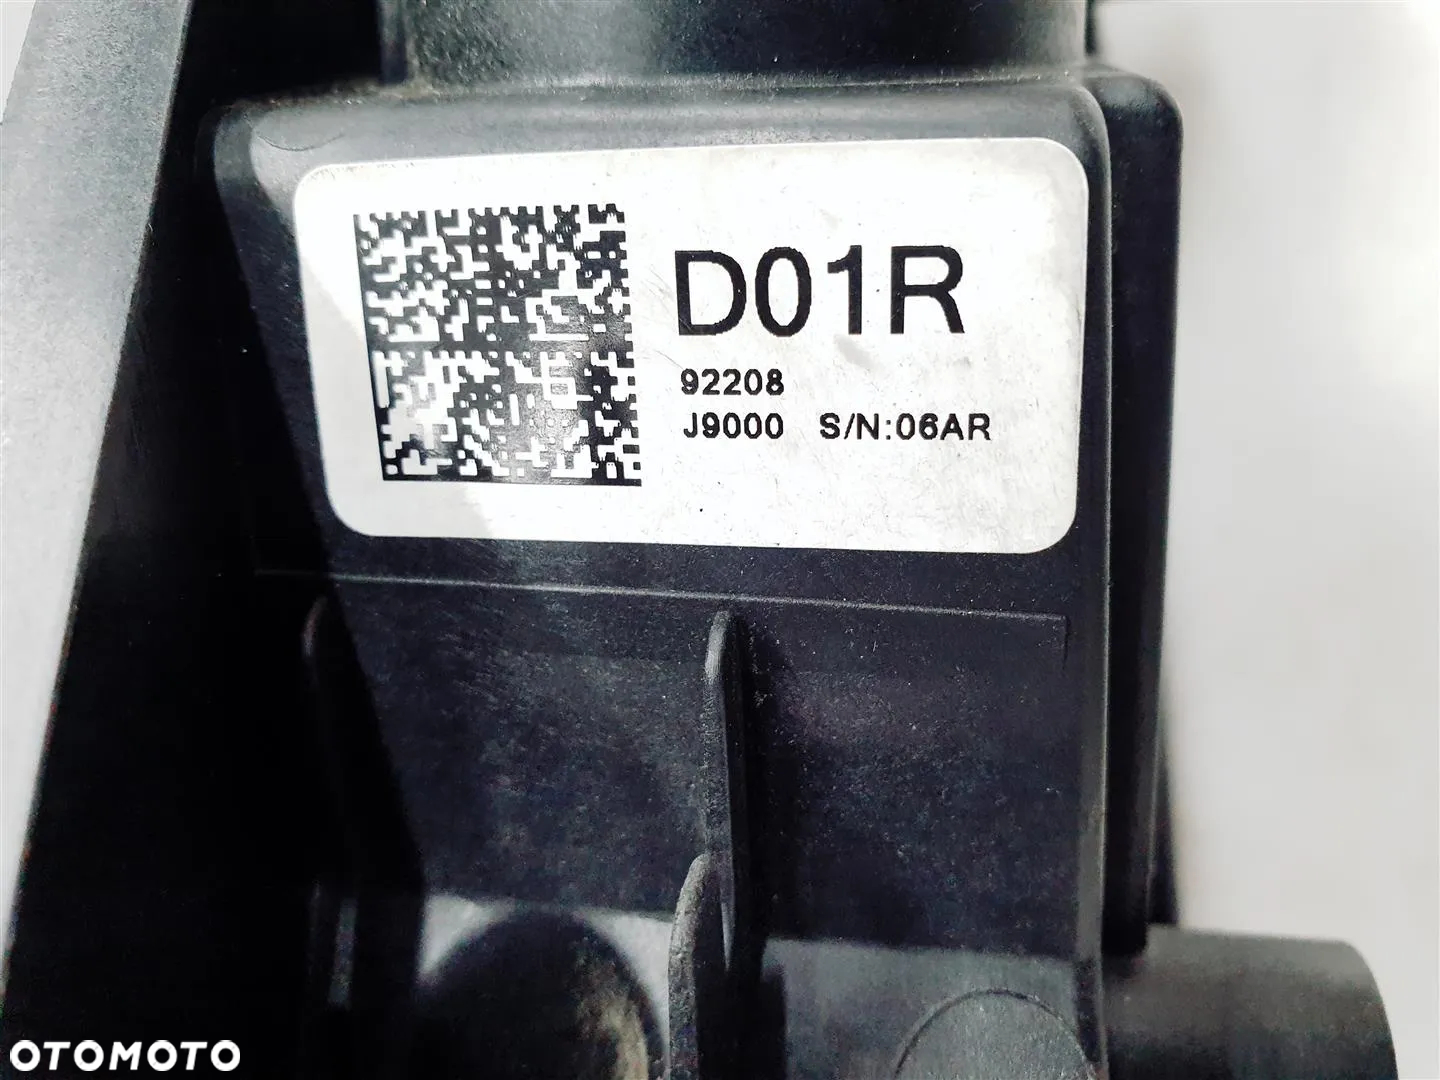 D01R
92208
J9000 S/N:06AR
OTOMOTO